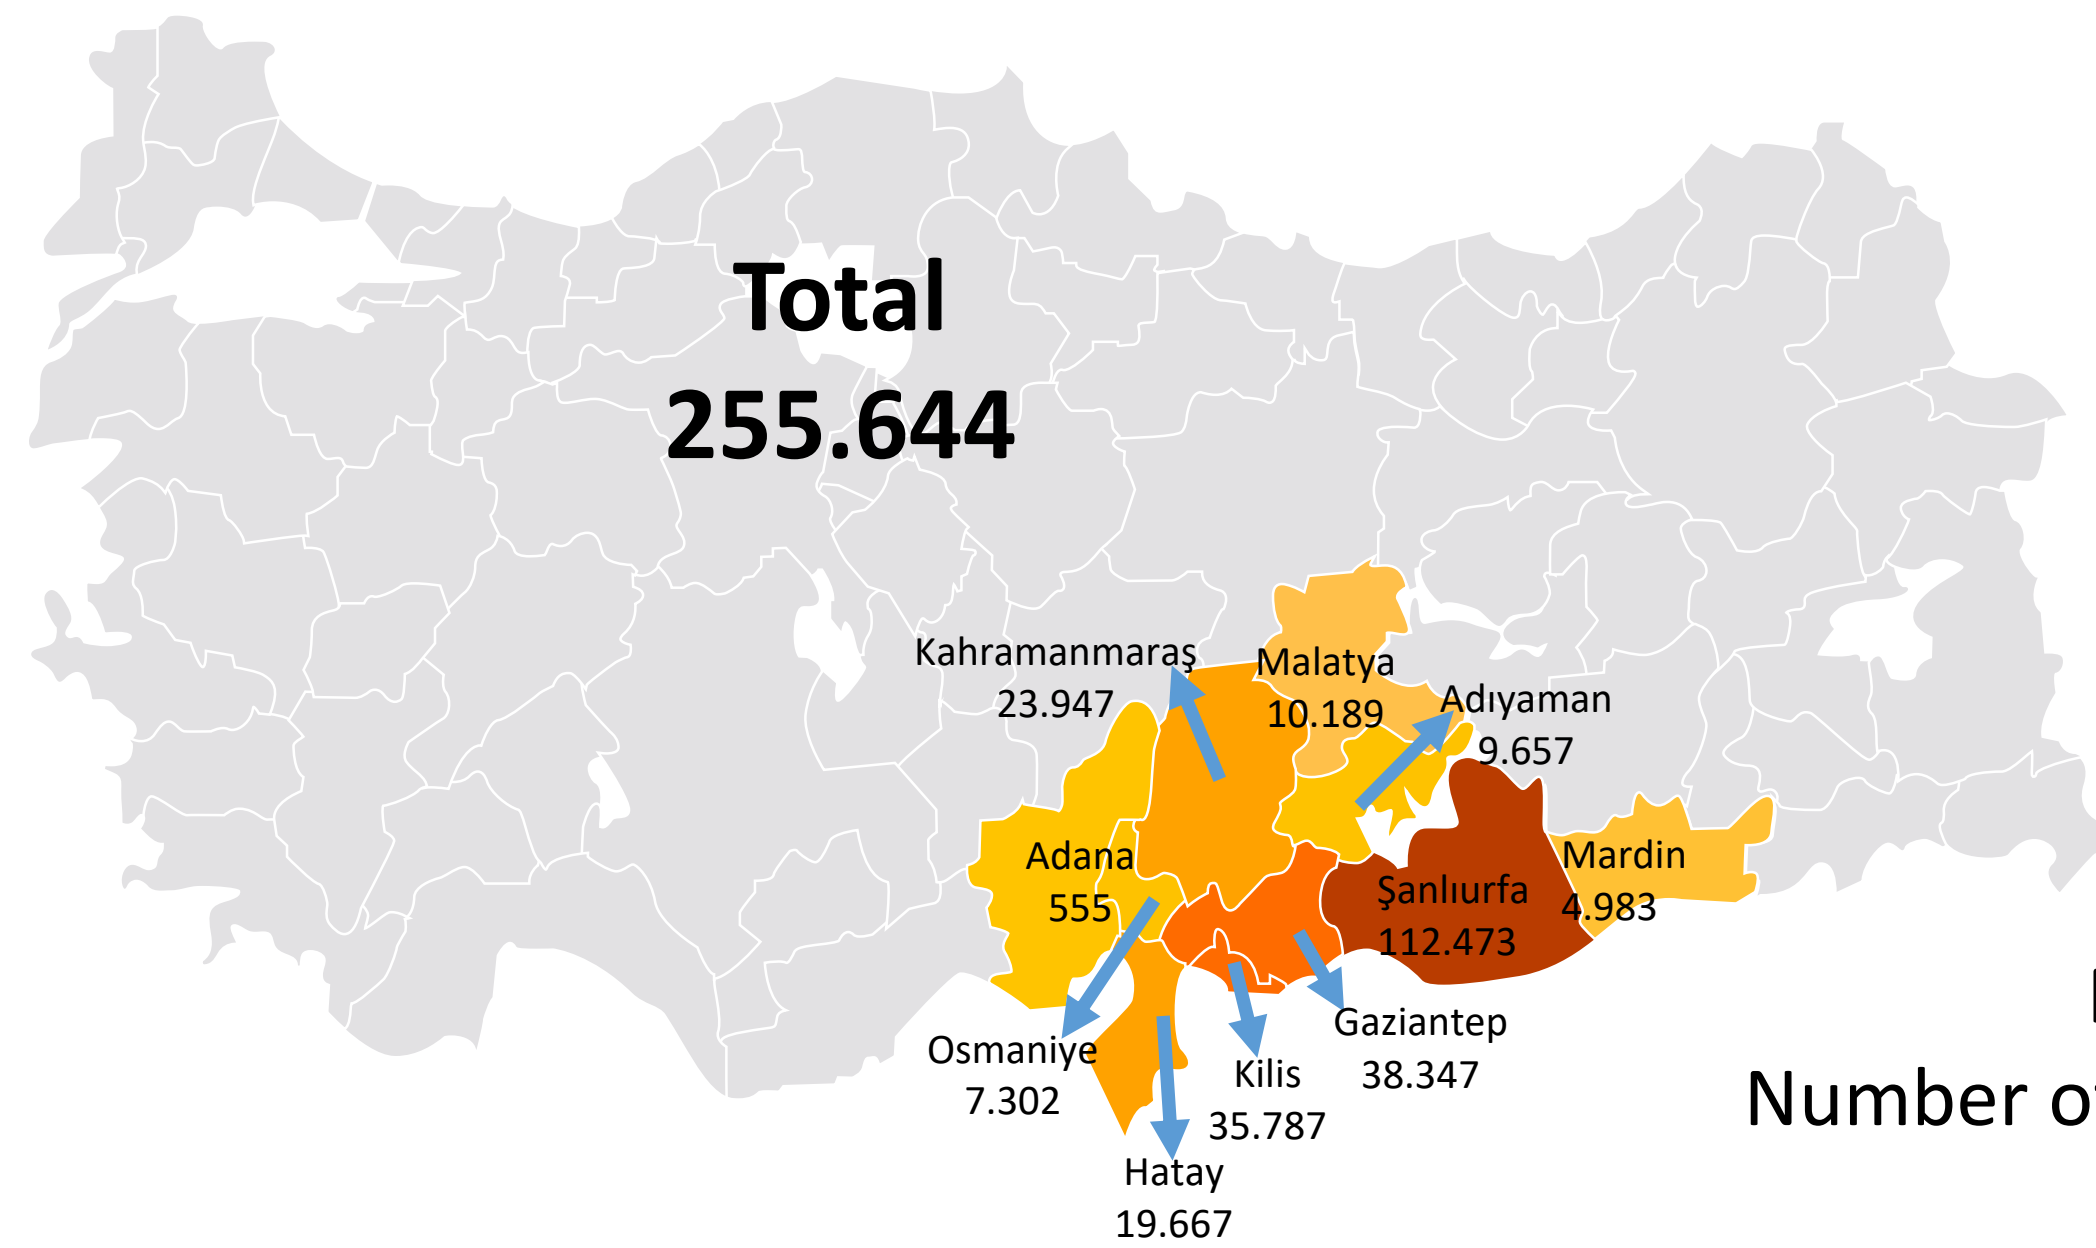 Total
255.644
Kahramanmaraş
23.947
Malatya
10.189
Adıyaman
9.657
Adana
555
Şanlıurfa
112.473
Mardin
4.983
Osmaniye
7.302
Gaziantep
38.347
Kilis
35.787
Hatay
19.667
Number